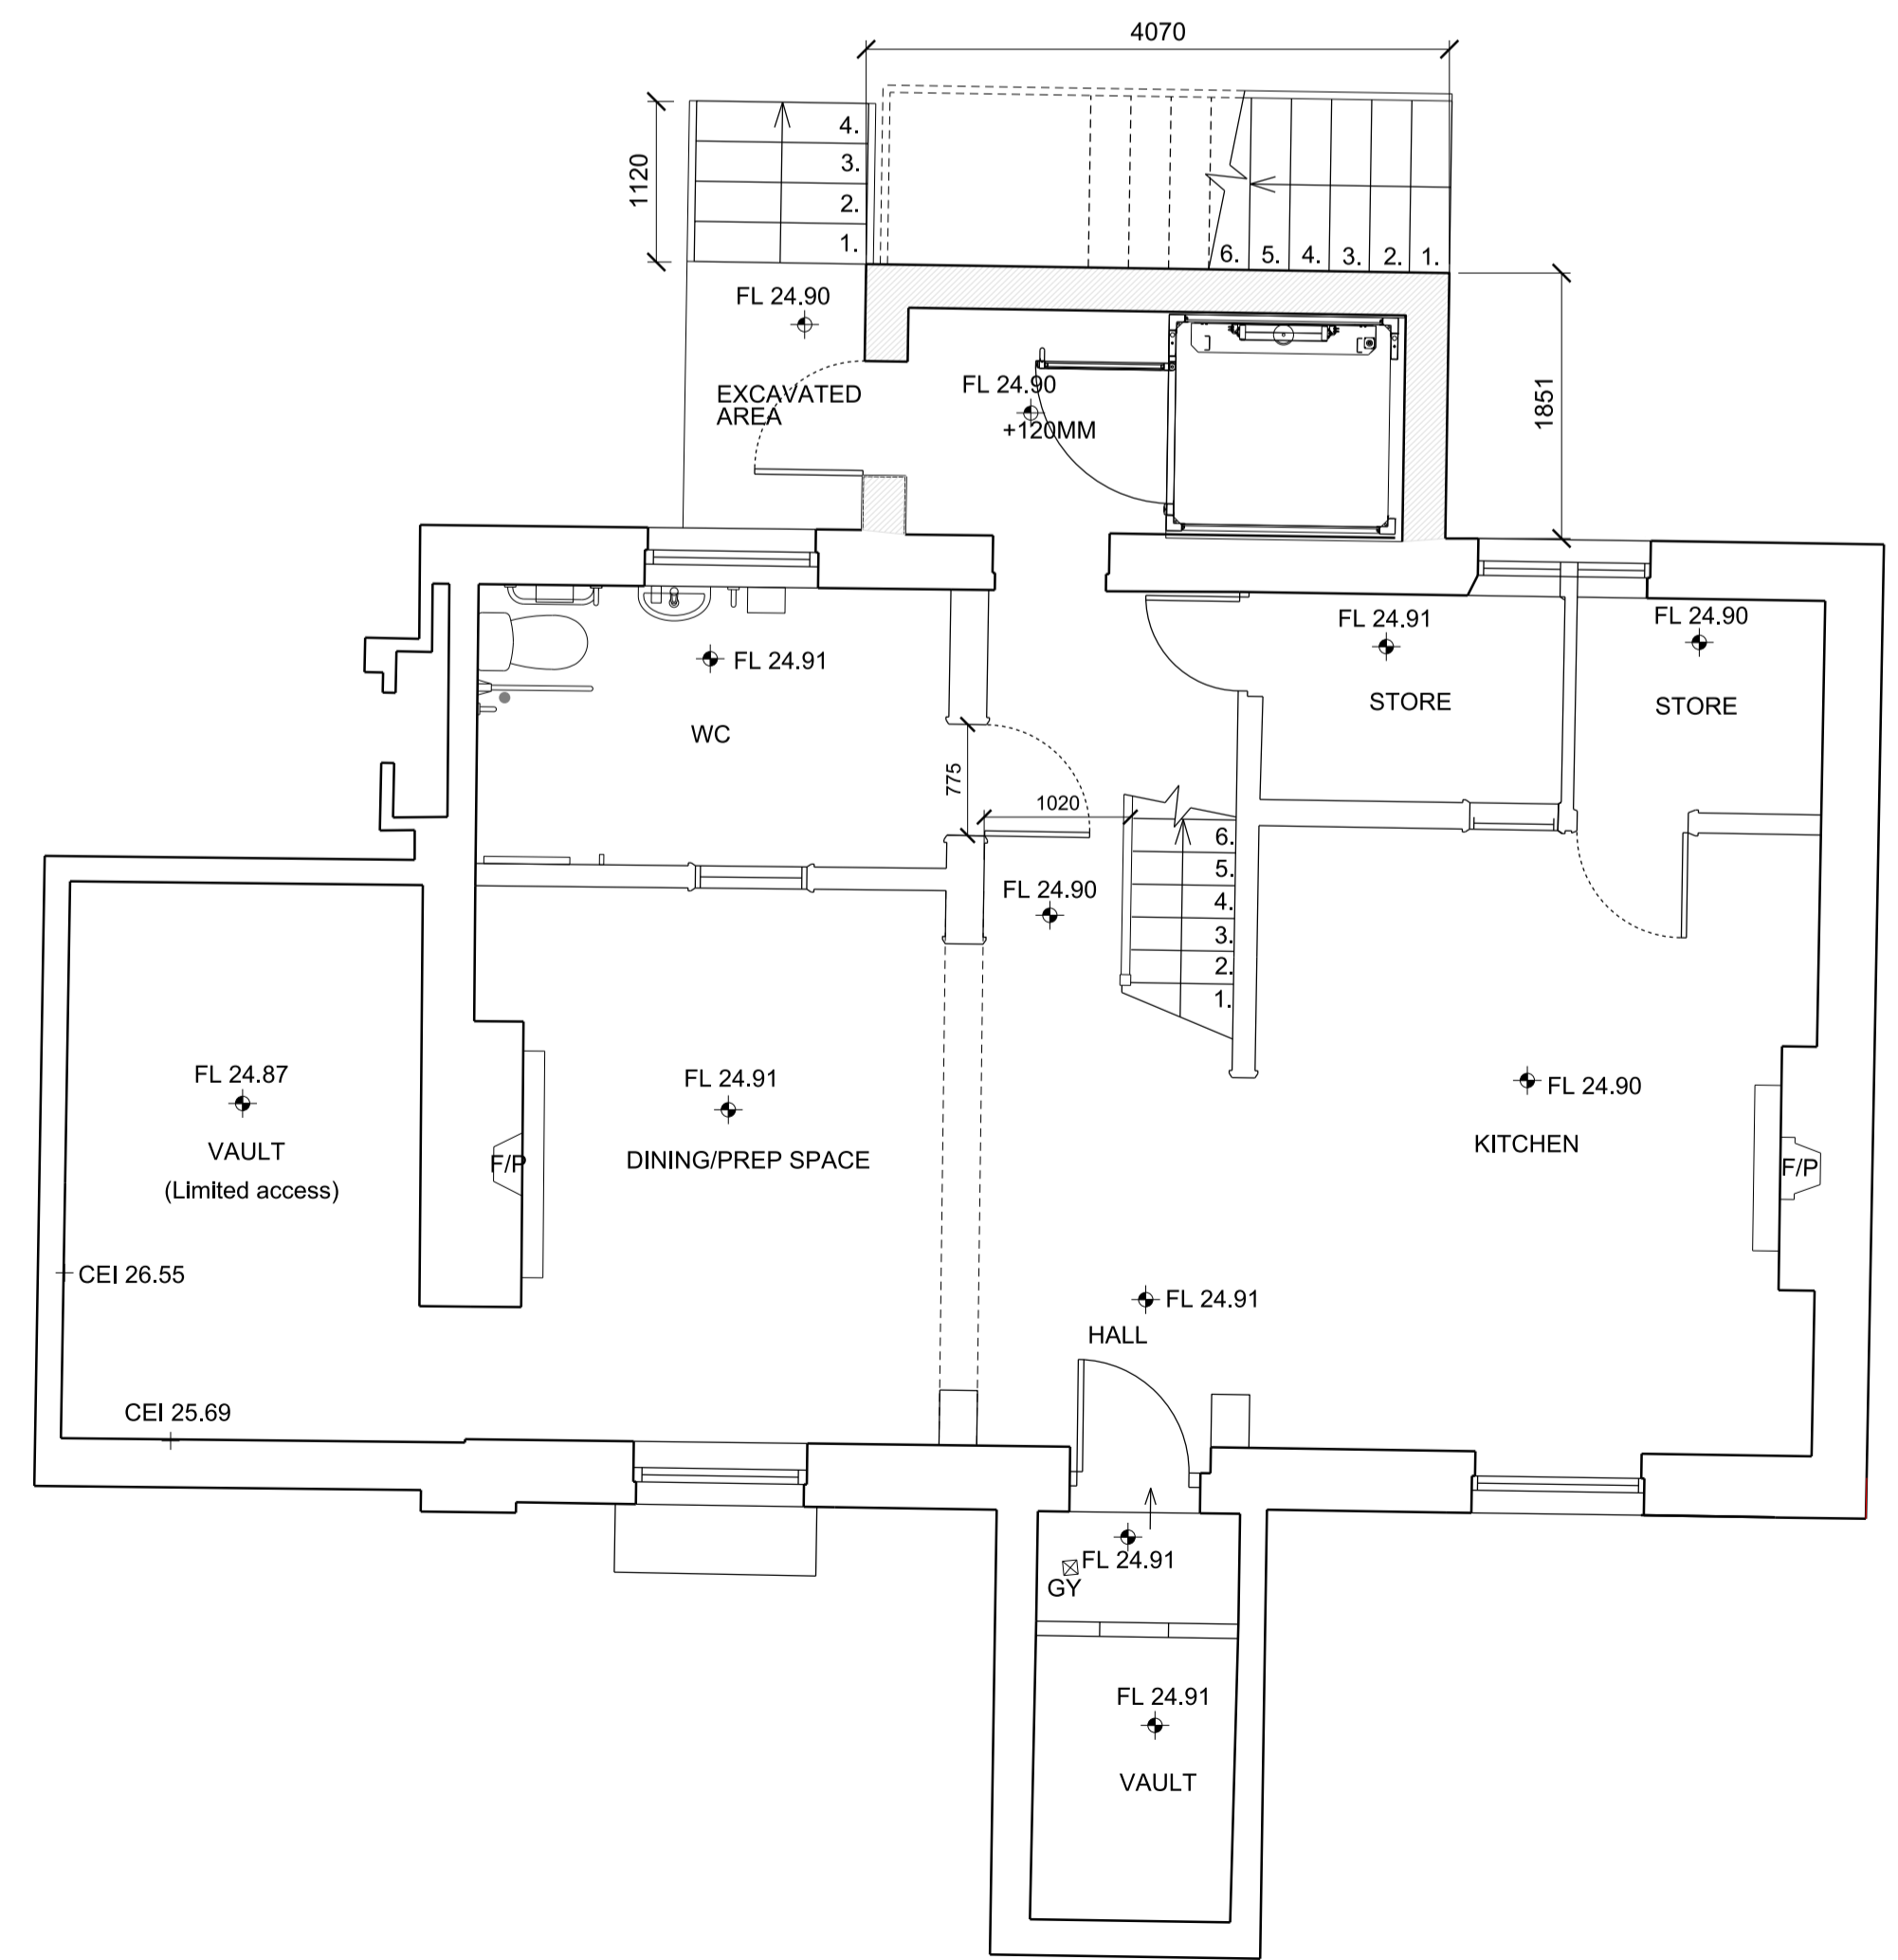 4070
1120
4.
3.
2.
1.
6. 5. 4. 3. 2. 1.
FL 24.90
EXCAVATED
AREA
FL 24.90
+120MM
1851
FL 24.91
WC
775
1020
FL 24.91
STORE
FL 24.90
STORE
6.
5.
4.
3.
2.
1.
FL 24.90
FL 24.87
VAULT
(Limited access)
F/P
FL 24.91
DINING/PREP SPACE
FL 24.90
KITCHEN
F/P
CEI 26.55
CEI 25.69
FL 24.91
HALL
FL 24.91
GY
FL 24.91
VAULT